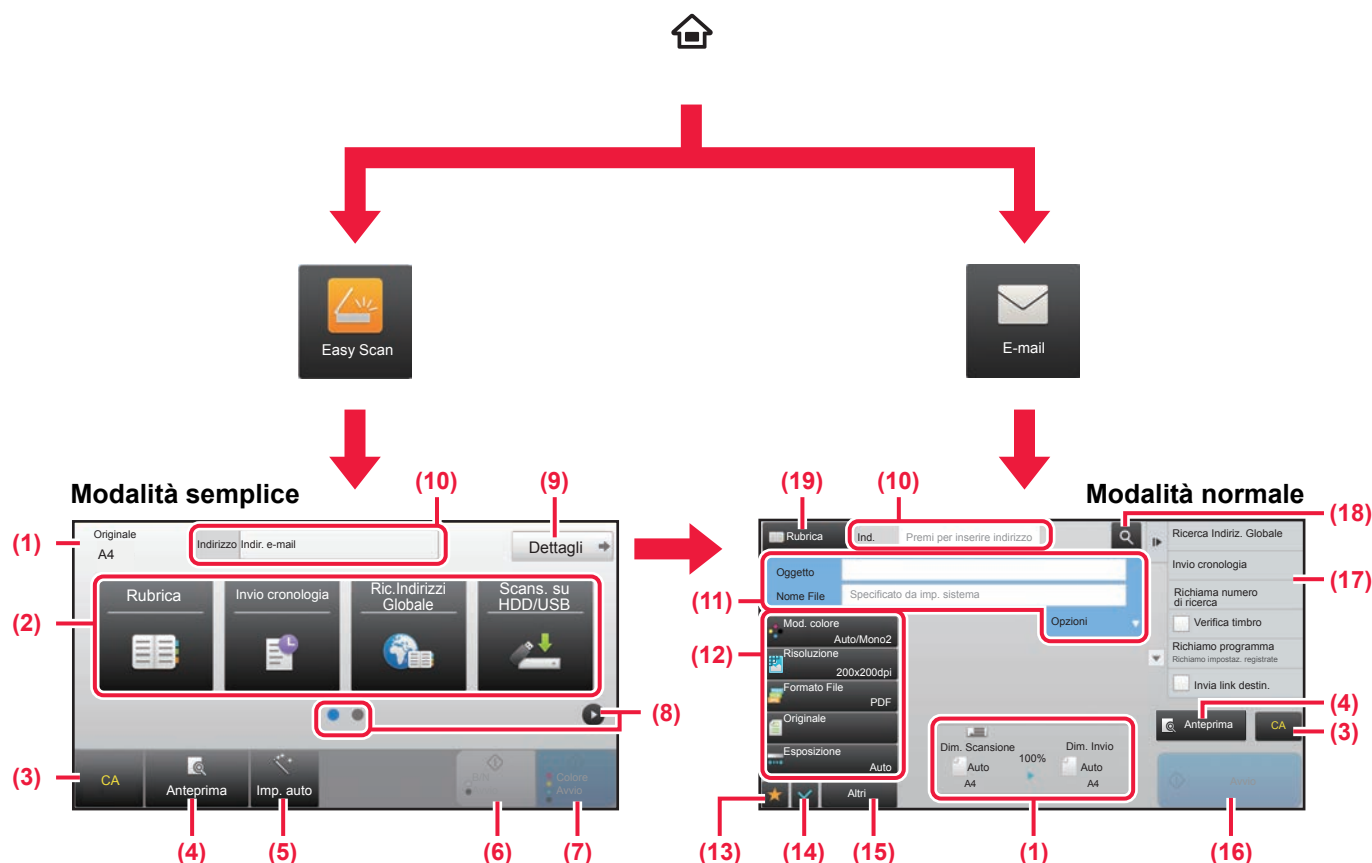 Easy Scan
E-mail
Modalità semplice
(10)
(9)
(1)
Originale
A4
Indirizzo Indir. e-mail
Dettagli
(2)
Rubrica
Invio cronologia
Ric.Indirizzi
Globale
Scans. su
HDD/USB
(8)
(3)
CA
Anteprima
Imp. auto
Colore
Avvio
(4)
(5)
(6)
(7)
(19)
(10)
Modalità normale
(18)
Rubrica
Ind.
Premi per inserire indirizzo
Ricerca Indiriz. Globale
Invio cronologia
(17)
Richiama numero
di ricerca
Verifica timbro
Richiamo programma
Richiamo impostaz. registrate
Invia link destin.
(11)
Oggetto
Nome File
Specificato da imp. sistema
Opzioni
(12)
Mod. colore
Auto/Mono2
Risoluzione
200x200dpi
Formato File
PDF
Originale
Esposizione
Auto
Dim. Scansione
Auto
A4
100%
Dim. Invio
Auto
A4
(4)
Anteprima
CA
(3)
Altri
Avvio
(13)
(14)
(15)
(1)
(16)